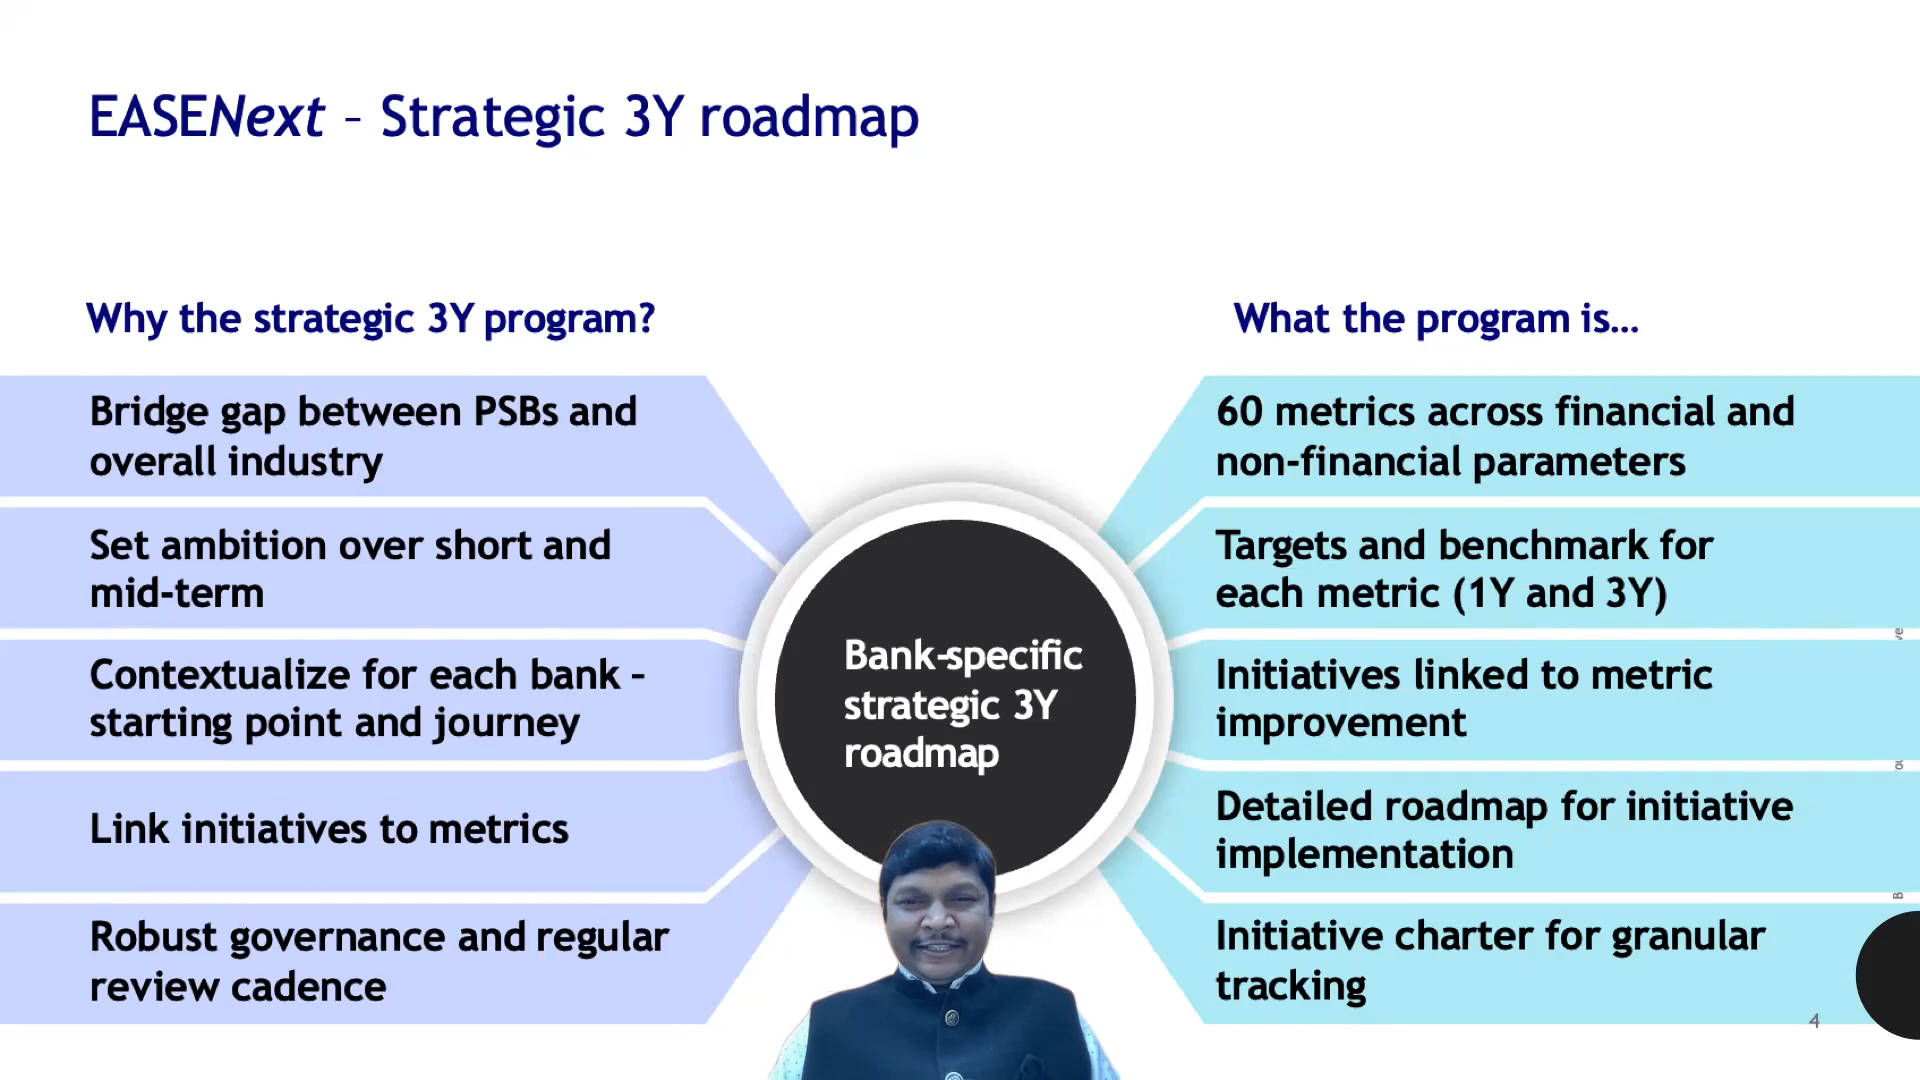 EASENext – Strategic 3Y roadmap
Why the strategic 3Y program?
Bridge gap between PSBs and
overall industry
Set ambition over short and
mid-term
Contextualize for each bank –
starting point and journey
Link initiatives to metrics
Robust governance and regular
review cadence
Bank-specific
strategic 3Y
roadmap
What the program is...
60 metrics across financial and
non-financial parameters
Targets and benchmark for
each metric (1Y and 3Y)
Initiatives linked to metric
improvement
Detailed roadmap for initiative
implementation
Initiative charter for granular
tracking
4